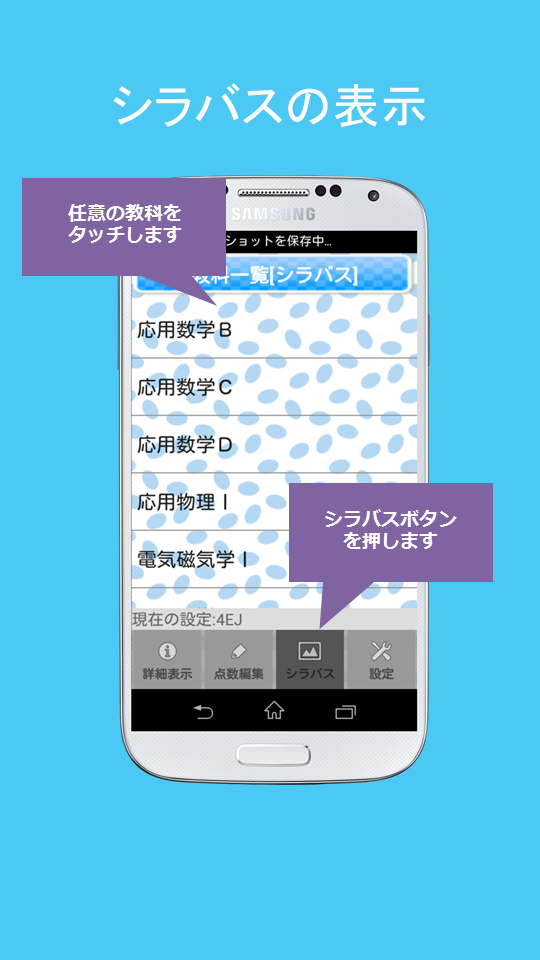 シラバスの表示
任意の教科を
タッチします
SAMSUNG
ショットを保存中...
教科一覧[シラバス]
応用数学B
応用数学C
応用数学D
応用物理Ⅰ
シラバスボタン
を押します
電気磁気学Ⅰ
現在の設定:4EJ
詳細表示 点数編集 シラバス 設定